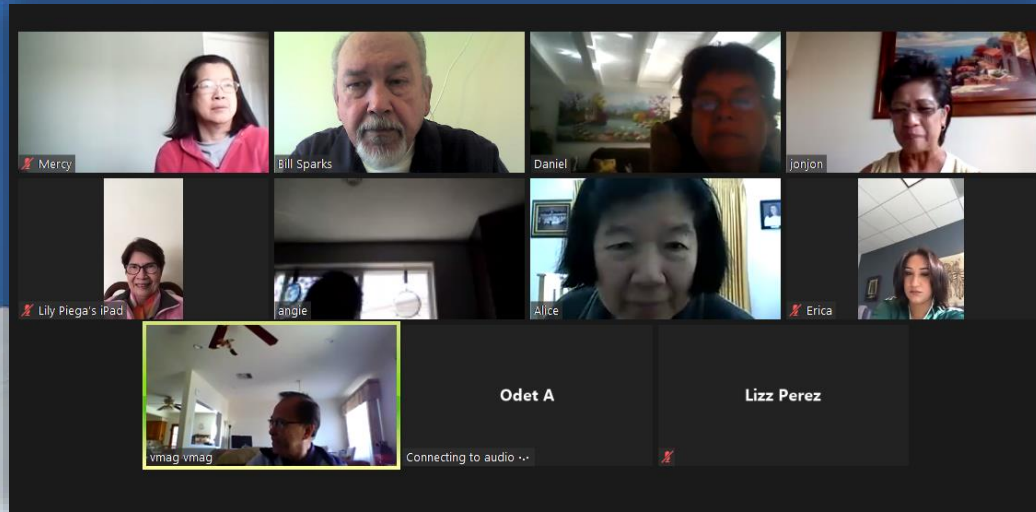 Mercy
Bill Sparks
Daniel
jonjon
Lily Piega's iPad
angie
Alice
Erica
vmag vmag
Odet A
Connecting to audio ···
Lizz Perez